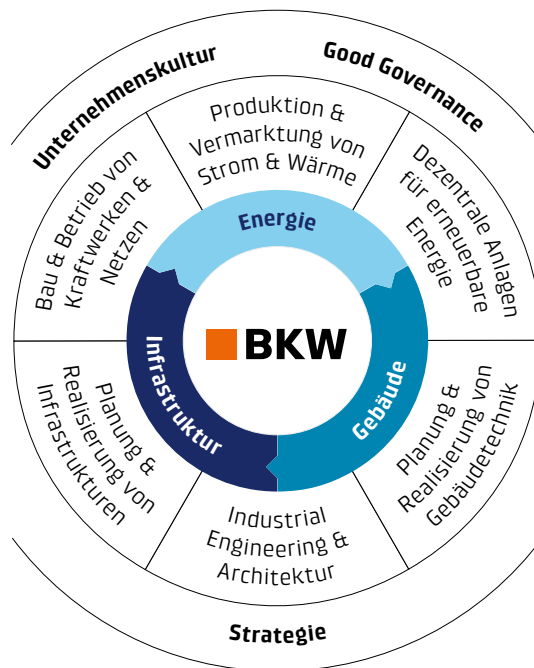 Unternehmenskultur
Good Governance
Produktion &
Vermarktung von
Strom & Wärme
Bau & Betrieb von
Kraftwerken &
Netzen
Dezentrale Anlagen
für erneuerbare
Energie
Energie
BKW
Infrastruktur
Gebäude
Planung &
Realisierung von
Infrastrukturen
Planung &
Realisierung von
Gebäudetechnik
Industrial
Engineering &
Architektur
Strategie